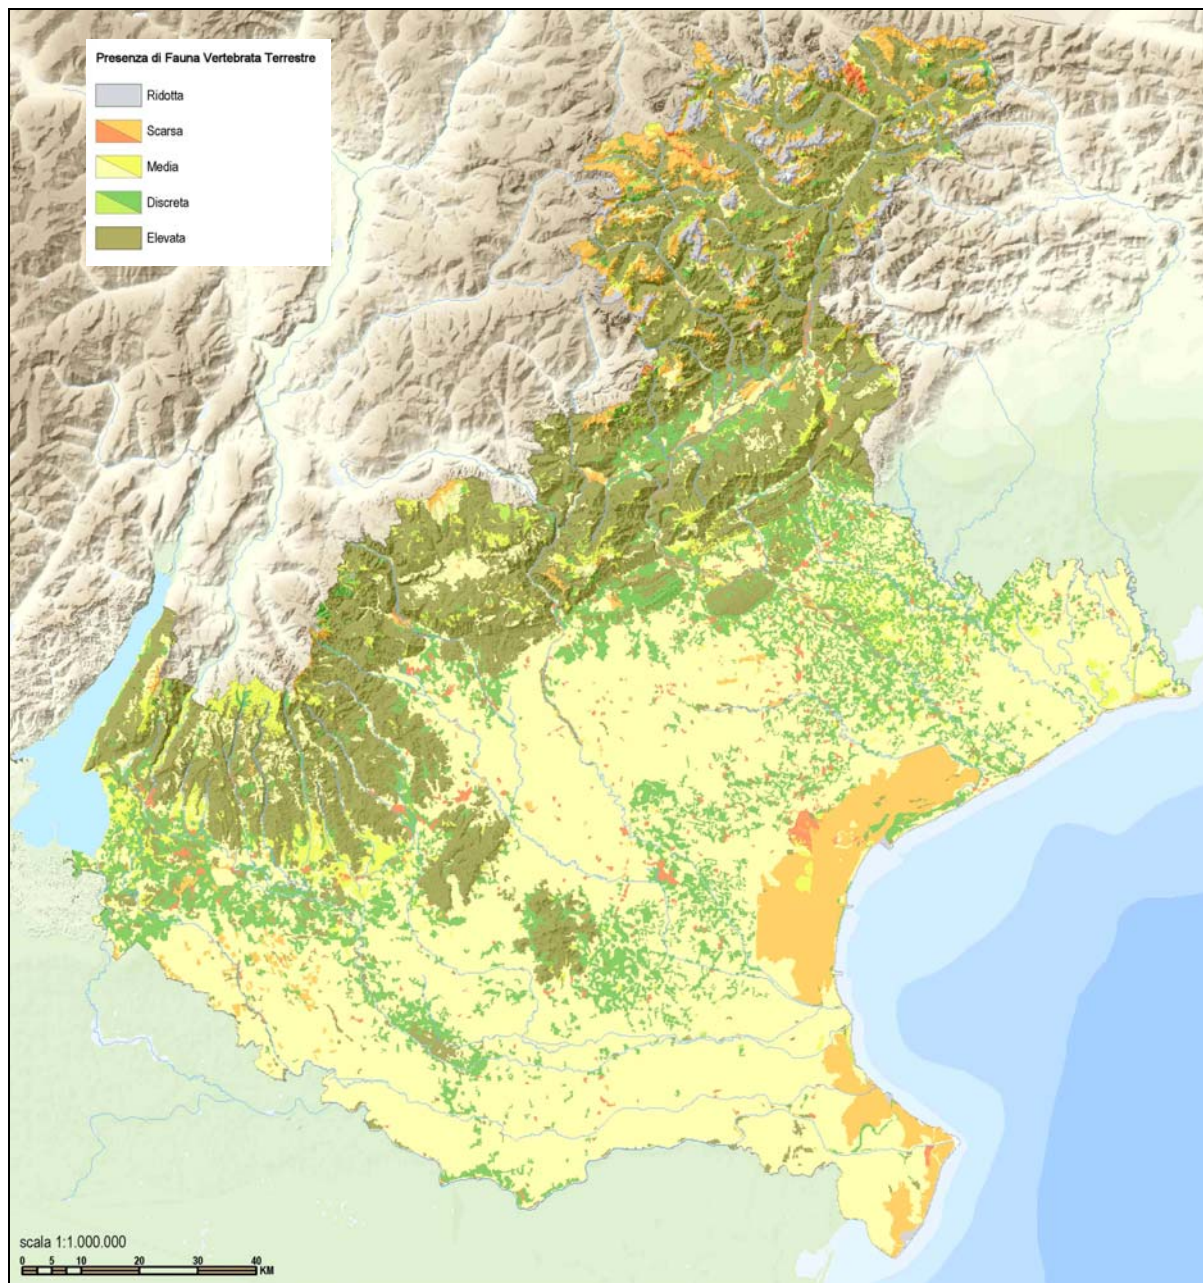 Presenza di Fauna Vertebrata Terrestre
Ridotta
Scarsa
Media
Discreta
Elevata
scala 1:1.000.000
0 5 10 20 30 40
KM